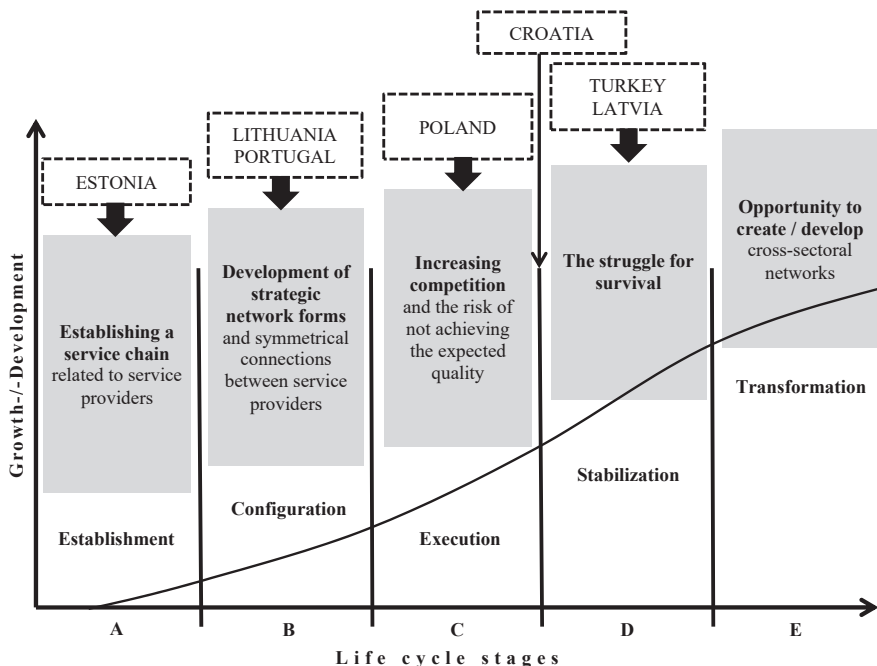 CROATIA
TURKEY
LATVIA
LITHUANIA
PORTUGAL
POLAND
ESTONIA
Growth-/-Development
Establishing a
service chain
related to service
providers
Development of
strategic
network forms
and symmetrical
connections
between service
providers
Increasing
competition
and the risk of
not achieving
the expected
quality
The struggle for
survival
Opportunity to
create / develop
cross-sectoral
networks
Establishment
Configuration
Execution
Stabilization
Transformation
A
B
C
D
E
Life cycle stages